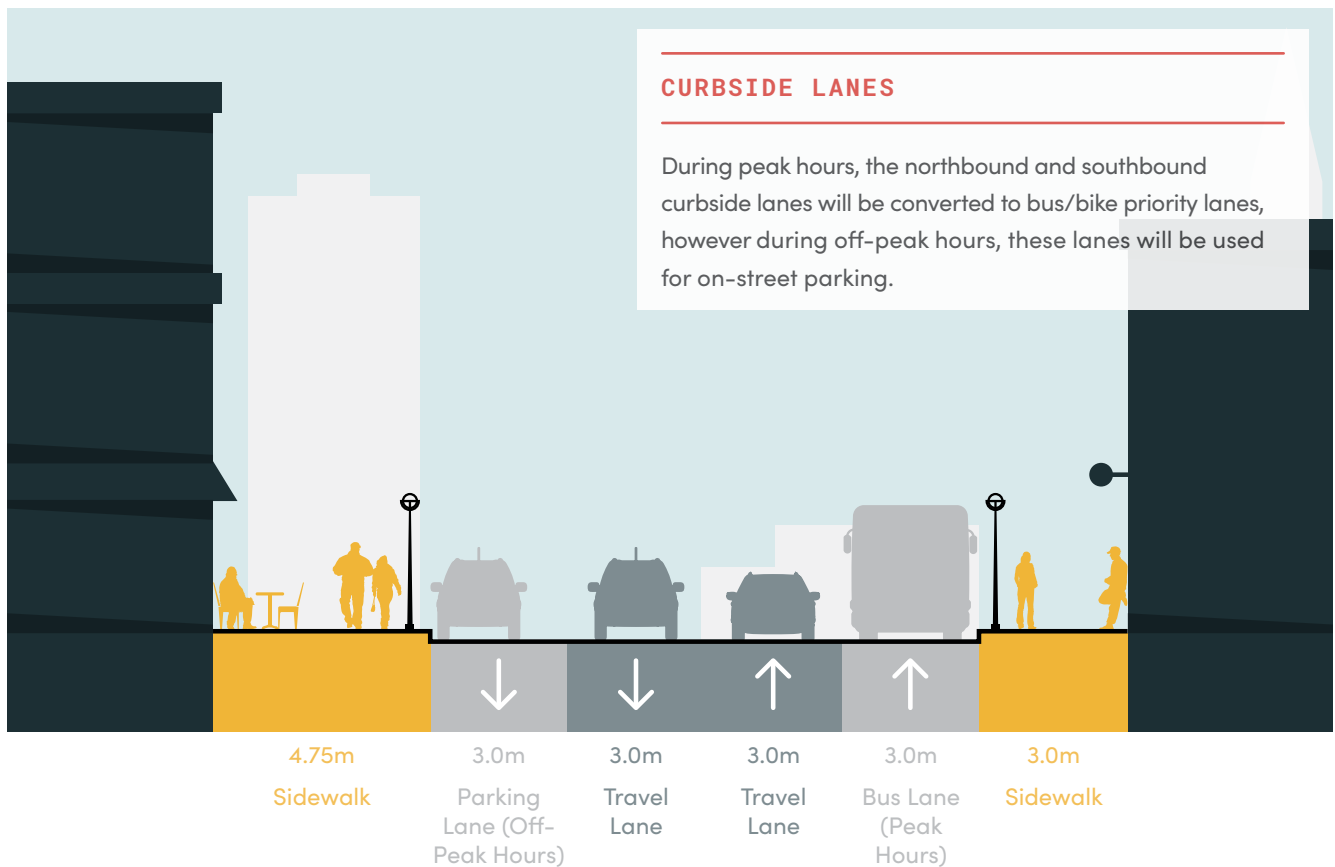 CURBSIDE LANES
During peak hours, the northbound and southbound
curbside lanes will be converted to bus/bike priority lanes,
however during off-peak hours, these lanes will be used
for on-street parking.
4.75m
Sidewalk
3.0m
Parking
Lane (Off-
Peak Hours)
3.0m
Travel
Lane
3.0m
Travel
Lane
3.0m
Bus Lane
(Peak
Hours)
3.0m
Sidewalk